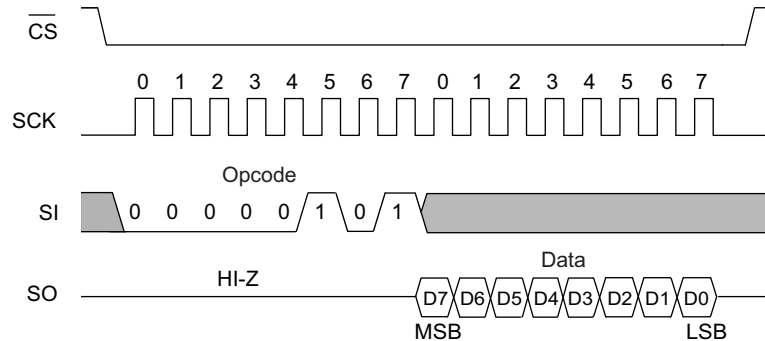 CS
0 1 2 3 4 5 6 7 0 1 2 3 4 5 6 7
SCK
Opcode
SI 0 0 0 0 0 1 0 1
HI-Z Data
SO D7 D6 D5 D4 D3 D2 D1 D0
MSB LSB